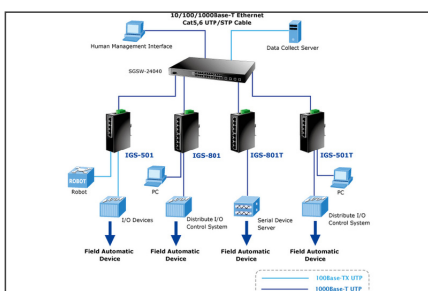 10/100/1000Base-T Ethernet
Cat5,6 UTP/STP Cable
Human Management Interface
Data Collect Server
SGSW-24040
IGS-501
IGS-801
IGS-801T
IGS-501T
ROBOT
Robot
PC
PC
I/O Devices
Distribute I/O
Control System
Serial Device
Server
Distribute I/O
Control System
Field Automatic
Device
Field Automatic
Device
Field Automatic
Device
Field Automatic
Device
100Base-TX UTP
1000Base-T UTP